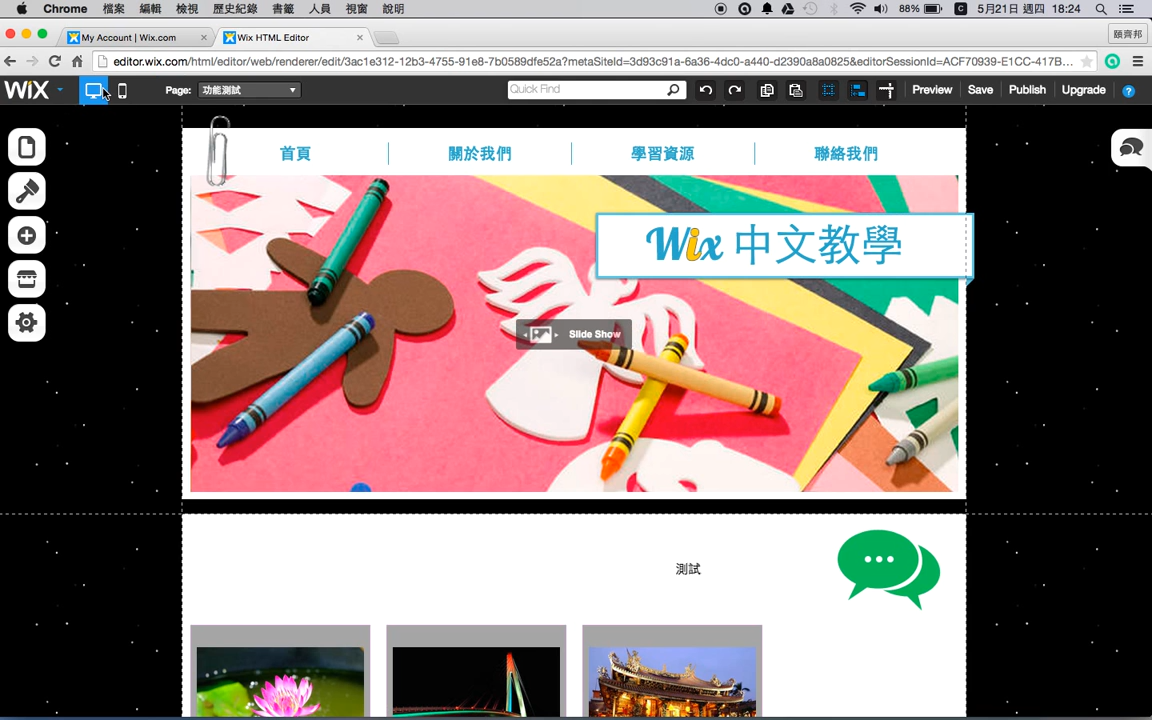 Chrome 檔案 編輯 檢視 歷史紀錄 書籤 人員 視窗 說明 88% C 5月21日 週四 18:24
My Account | Wix.com × Wix HTML Editor × 顧齊邦
editor.wix.com/html/editor/web/renderer/edit/3ac1e312-12b3-4755-91e8-7b0589dfe52a?metaSiteId=3d93c91a-6a36-4dc0-a440-d2390a8a0825&editorSessionId=ACF70939-E1CC-417B...
WiX Page: 功能測試 Quick Find Preview Save Publish Upgrade ?
首頁 關於我們 學習資源 聯絡我們
Wix 中文教學
Slide Show
測試